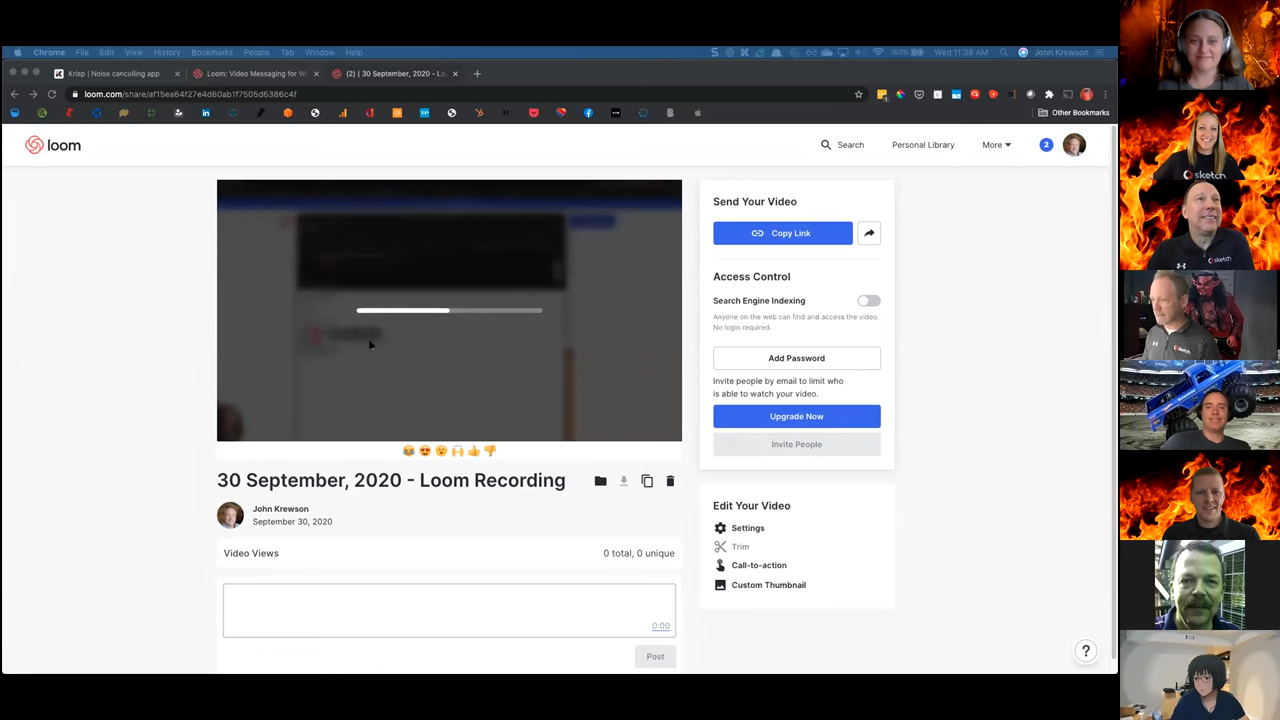 Chrome File Edit View History Bookmarks People Tab Window Help
100% Wed 11:38 AM John Krewson
Krisp | Noise cancelling app
Loom: Video Messaging for W
(2) | 30 September, 2020 - Lo
loom.com/share/af15ea64f27e4d60ab1f7505d6386c4f
Other Bookmarks
loom
Search
Personal Library
More
2
Send Your Video
Copy Link
Access Control
Search Engine Indexing
Anyone on the web can find and access the video.
No login required.
Add Password
Invite people by email to limit who
is able to watch your video.
Upgrade Now
Invite People
30 September, 2020 - Loom Recording
John Krewson
September 30, 2020
Video Views
0 total, 0 unique
0:00
Post
Edit Your Video
Settings
Trim
Call-to-action
Custom Thumbnail
?
sketch
sketch
sketch